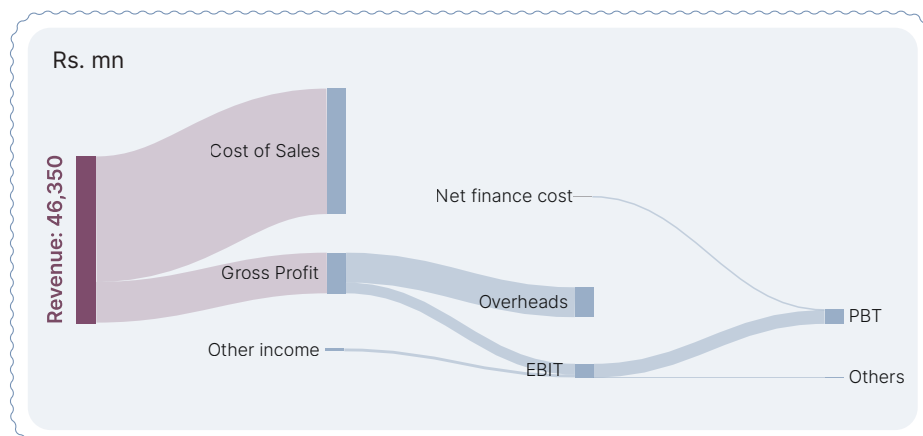 Rs. mn
Revenue: 46,350
Cost of Sales
Net finance cost
Gross Profit
Overheads
PBT
Other income
EBIT
Others